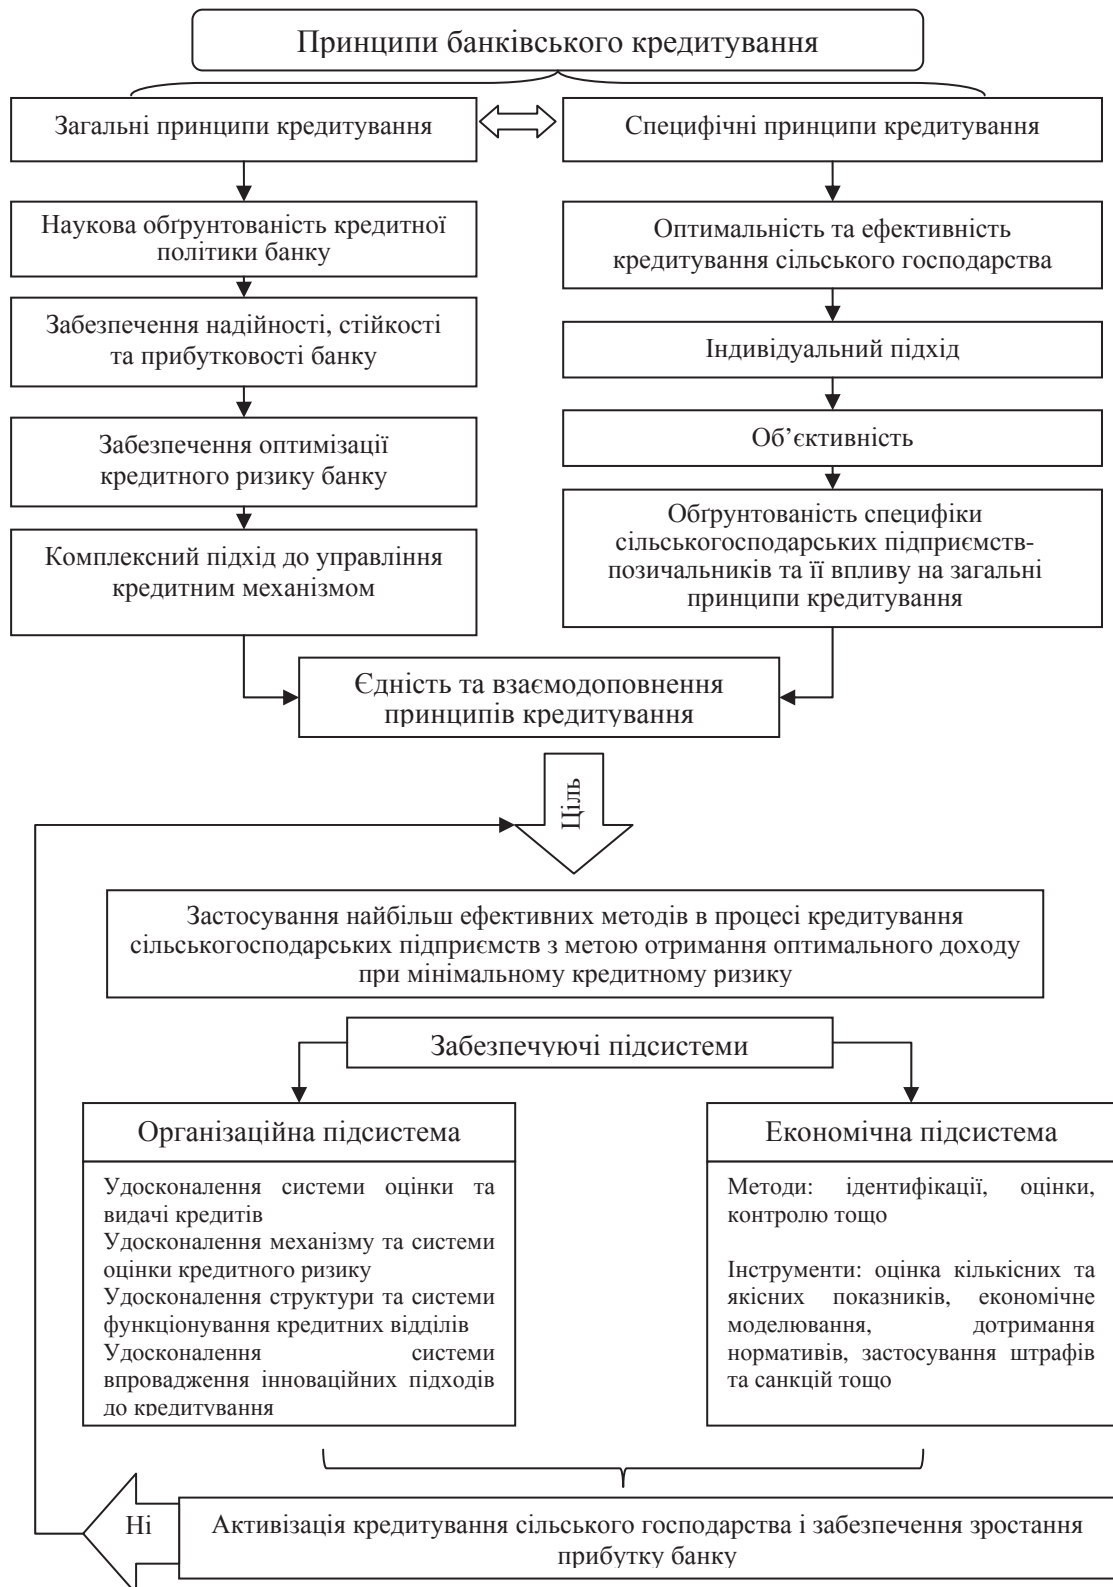 Принципи банківського кредитування
Загальні принципи кредитування
Специфічні принципи кредитування
Наукова обґрунтованість кредитної
політики банку
Забезпечення надійності, стійкості
та прибутковості банку
Забезпечення оптимізації
кредитного ризику банку
Комплексний підхід до управління
кредитним механізмом
Оптимальність та ефективність
кредитування сільського господарства
Індивідуальний підхід
Об’єктивність
Обґрунтованість специфіки
сільськогосподарських підприємств-
позичальників та її впливу на загальні
принципи кредитування
Єдність та взаємодоповнення
принципів кредитування
Ціль
Застосування найбільш ефективних методів в процесі кредитування
сільськогосподарських підприємств з метою отримання оптимального доходу
при мінімальному кредитному ризику
Забезпечуючі підсистеми
Організаційна підсистема
Удосконалення системи оцінки та
видачі кредитів
Удосконалення механізму та системи
оцінки кредитного ризику
Удосконалення структури та системи
функціонування кредитних відділів
Удосконалення системи
впровадження інноваційних підходів
до кредитування
Економічна підсистема
Методи: ідентифікації, оцінки,
контролю тощо
Інструменти: оцінка кількісних та
якісних показників, економічне
моделювання, дотримання
нормативів, застосування штрафів
та санкцій тощо
Ні
Активізація кредитування сільського господарства і забезпечення зростання
прибутку банку